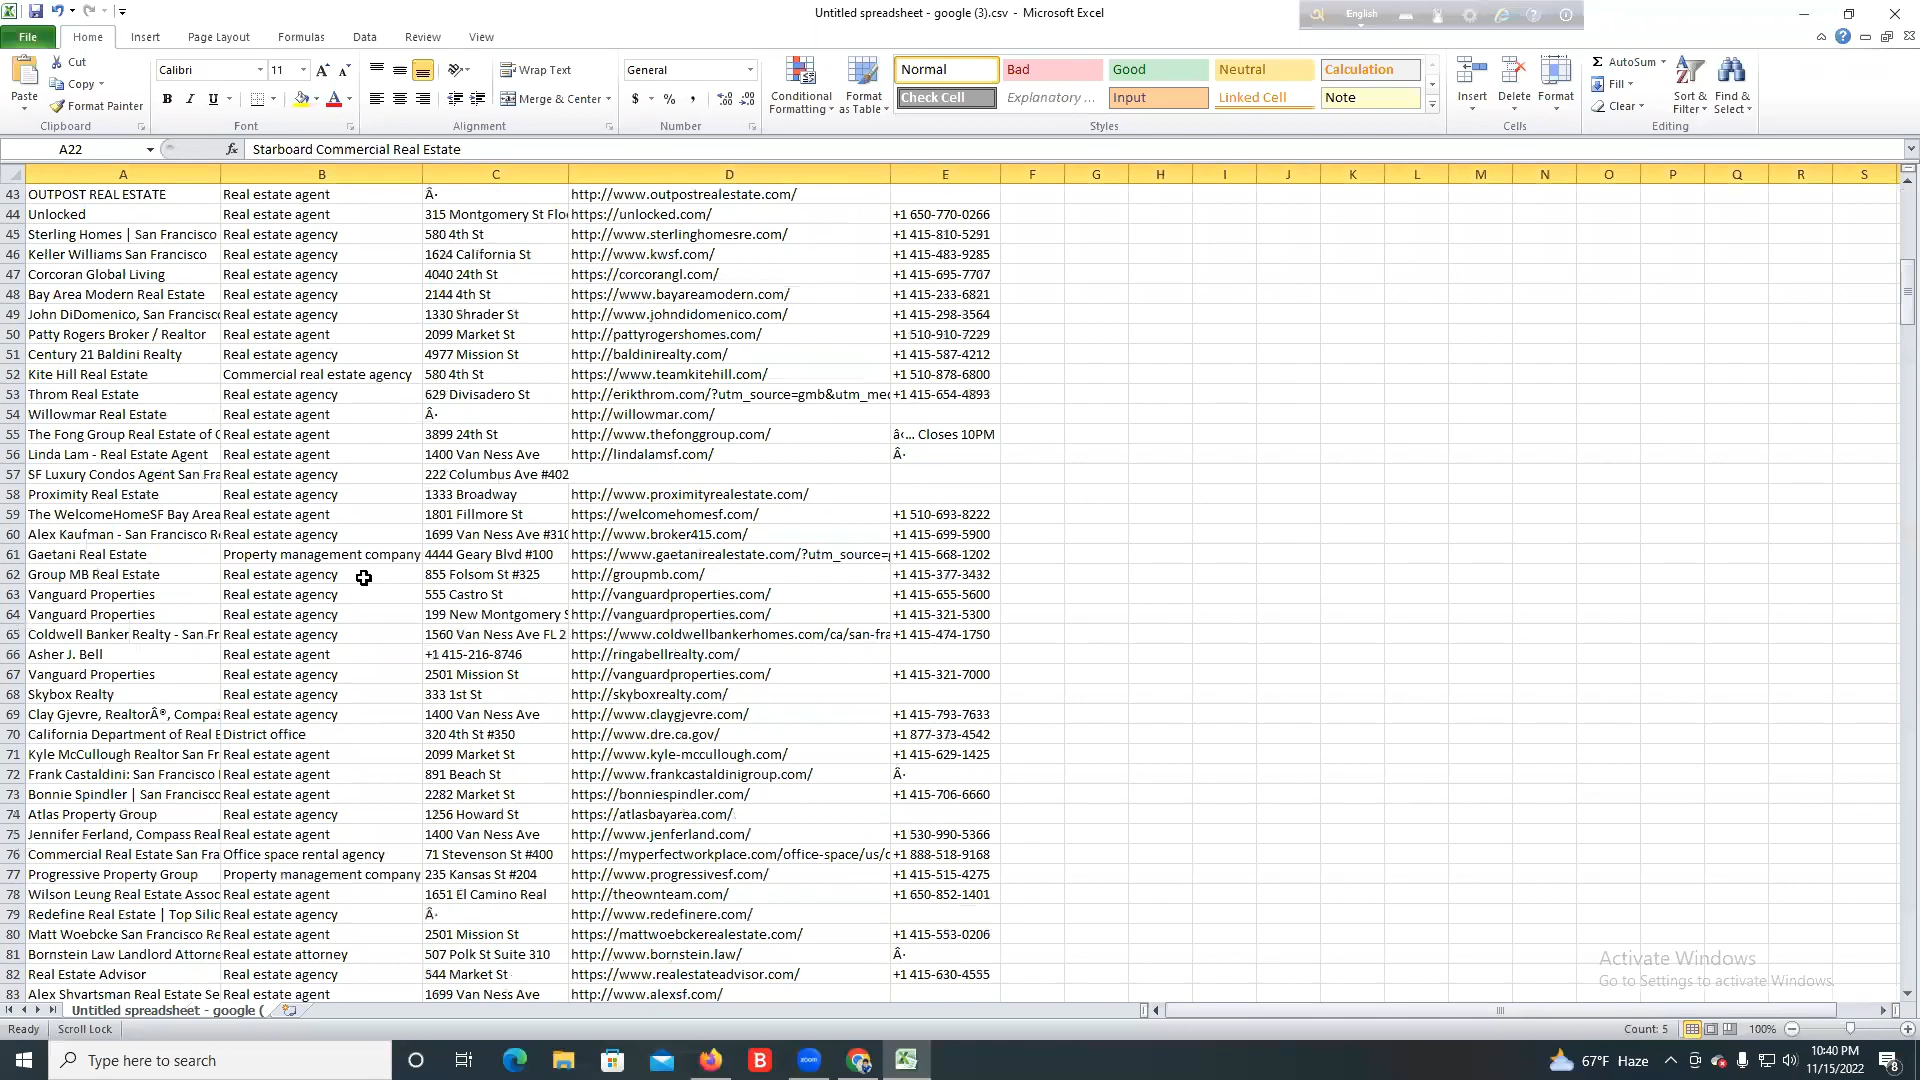 Untitled spreadsheet - google (3).csv - Microsoft Excel
English
File Home Insert Page Layout Formulas Data Review View
Paste
Cut
Copy
Format Painter
Clipboard
Calibri 11
B I U
Font
Wrap Text
Merge & Center
Alignment
General
$ % ,
Number
Conditional Formatting
Format as Table
Normal Bad Good Neutral Calculation
Check Cell Explanatory ... Input Linked Cell Note
Styles
Insert Delete Format
Cells
AutoSum
Fill
Clear
Sort & Filter
Find & Select
Editing
A22 fx Starboard Commercial Real Estate
A B C D E F G H I J K L M N O P Q R S
43 OUTPOST REAL ESTATE Real estate agent Â· http://www.outpostrealestate.com/
44 Unlocked Real estate agent 315 Montgomery St Flo https://unlocked.com/ +1 650-770-0266
45 Sterling Homes | San Francisco Real estate agency 580 4th St http://www.sterlinghomesre.com/ +1 415-810-5291
46 Keller Williams San Francisco Real estate agency 1624 California St http://www.kwsf.com/ +1 415-483-9285
47 Corcoran Global Living Real estate agency 4040 24th St https://corcorangl.com/ +1 415-695-7707
48 Bay Area Modern Real Estate Real estate agency 2144 4th St https://www.bayareamodern.com/ +1 415-233-6821
49 John DiDomenico, San Francisc Real estate agency 1330 Shrader St https://www.johndidomenico.com/ +1 415-298-3564
50 Patty Rogers Broker / Realtor Real estate agency 2099 Market St http://pattyrogershomes.com/ +1 510-910-7229
51 Century 21 Baldini Realty Real estate agency 4977 Mission St http://baldinirealty.com/ +1 415-587-4212
52 Kite Hill Real Estate Commercial real estate agency 580 4th St https://www.teamkitehill.com/ +1 510-878-6800
53 Throm Real Estate Real estate agency 629 Divisadero St http://erikthrom.com/?utm_source=gmb&utm_me +1 415-654-4893
54 Willowmar Real Estate Real estate agent Â· http://willowmar.com/
55 The Fong Group Real Estate of Real estate agent 3899 24th St http://www.thefonggroup.com/ â‹… Closes 10PM
56 Linda Lam - Real Estate Agent Real estate agent 1400 Van Ness Ave http://lindalamsf.com/ Â·
57 SF Luxury Condos Agent San Fra Real estate agency 222 Columbus Ave #402
58 Proximity Real Estate Real estate agency 1333 Broadway http://www.proximityrealestate.com/
59 The WelcomeHomeSF Bay Area Real estate agent 1801 Fillmore St https://welcomehomesf.com/ +1 510-693-8222
60 Alex Kaufman - San Francisco R Real estate agent 1699 Van Ness Ave #310 http://www.broker415.com/ +1 415-699-5900
61 Gaetani Real Estate Property management company 4444 Geary Blvd #100 https://www.gaetanirealestate.com/?utm_source= +1 415-668-1202
62 Group MB Real Estate Real estate agency 855 Folsom St #325 http://groupmb.com/ +1 415-377-3432
63 Vanguard Properties Real estate agency 555 Castro St http://vanguardproperties.com/ +1 415-655-5600
64 Vanguard Properties Real estate agency 199 New Montgomery S http://vanguardproperties.com/ +1 415-321-5300
65 Coldwell Banker Realty - San Fr Real estate agency 1560 Van Ness Ave FL 2 https://www.coldwellbankerhomes.com/ca/san-fra +1 415-474-1750
66 Asher J. Bell Real estate agent +1 415-216-8746 http://ringabellrealty.com/
67 Vanguard Properties Real estate agency 2501 Mission St http://vanguardproperties.com/ +1 415-321-7000
68 Skybox Realty Real estate agency 333 1st St http://skyboxrealty.com/
69 Clay Gjevre, RealtorÂ®, Compas Real estate agency 1400 Van Ness Ave http://www.claygjevre.com/ +1 415-793-7633
70 California Department of Real E District office 320 4th St #350 http://www.dre.ca.gov/ +1 877-373-4542
71 Kyle McCullough Realtor San Fr Real estate agent 2099 Market St http://www.kyle-mccullough.com/ +1 415-629-1425
72 Frank Castaldini: San Francisco Real estate agent 891 Beach St http://www.frankcastaldinigroup.com/ Â·
73 Bonnie Spindler | San Francisco Real estate agent 2282 Market St https://bonniespindler.com/ +1 415-706-6660
74 Atlas Property Group Real estate agency 1256 Howard St https://atlasbayarea.com/
75 Jennifer Ferland, Compass Real Real estate agent 1400 Van Ness Ave http://www.jenferland.com/ +1 530-990-5366
76 Commercial Real Estate San Fra Office space rental agency 71 Stevenson St #400 https://myperfectworkplace.com/office-space/us/c +1 888-518-9168
77 Progressive Property Group Property management company 235 Kansas St #204 http://www.progressivesf.com/ +1 415-515-4275
78 Wilson Leung Real Estate Assoc Real estate agent 1651 El Camino Real http://theownteam.com/ +1 650-852-1401
79 Redefine Real Estate | Top Silic Real estate agency Â· http://www.redefinere.com/
80 Matt Woebcke San Francisco Re Real estate agent 2501 Mission St https://mattwoebckerealestate.com/ +1 415-553-0206
81 Bornstein Law Landlord Attorne Real estate attorney 507 Polk St Suite 310 http://www.bornstein.law/ Â·
82 Real Estate Advisor Real estate agency 544 Market St https://www.realestateadvisor.com/ +1 415-630-4555
83 Alex Shvartsman Real Estate Se Real estate agent 1699 Van Ness Ave http://www.alexsf.com/
Activate Windows
Go to Settings to activate Windows.
Untitled spreadsheet - google (
Ready Scroll Lock Count: 5 100%
Type here to search
B
zoom
67°F Haze
10:40 PM
11/15/2022
8